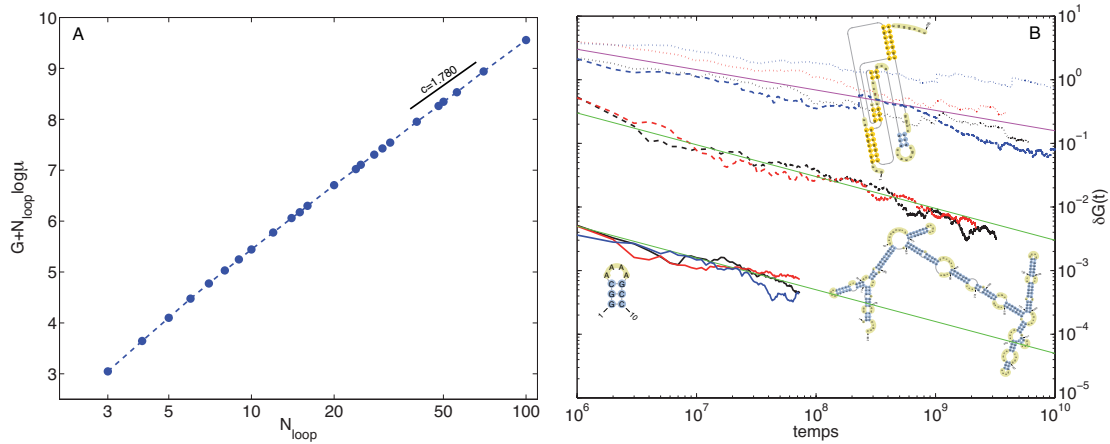 A
c=1.780
G+N_loop logμ
10
9
8
7
6
5
4
3
3 5 10 20 50 100
N_loop
B
10^1
10^0
10^-1
10^-2
10^-3
10^-4
10^-5
δG(t)
A A A A
C G
G C
G C
1 10
10^6 10^7 10^8 10^9 10^10
temps